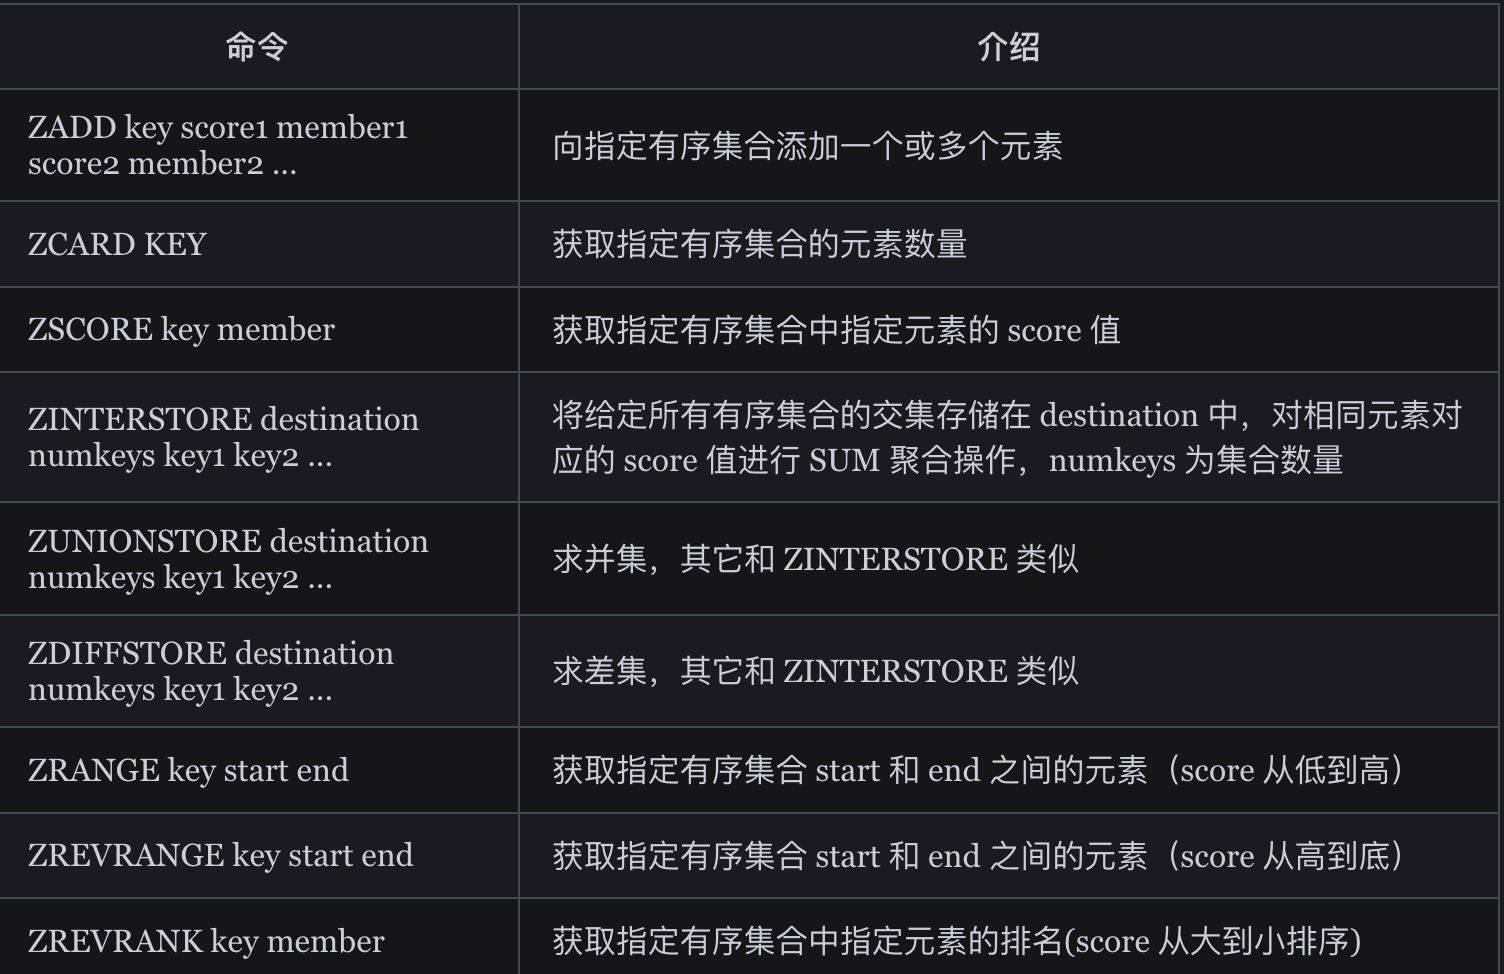 命令
介绍
ZADD key score1 member1
score2 member2 ...
向指定有序集合添加一个或多个元素
ZCARD KEY
获取指定有序集合的元素数量
ZSCORE key member
获取指定有序集合中指定元素的 score 值
ZINTERSTORE destination
numkeys key1 key2 ...
将给定所有有序集合的交集存储在 destination 中，对相同元素对
应的 score 值进行 SUM 聚合操作，numkeys 为集合数量
ZUNIONSTORE destination
numkeys key1 key2 ...
求并集，其它和 ZINTERSTORE 类似
ZDIFFSTORE destination
numkeys key1 key2 ...
求差集，其它和 ZINTERSTORE 类似
ZRANGE key start end
获取指定有序集合 start 和 end 之间的元素（score 从低到高）
ZREVRANGE key start end
获取指定有序集合 start 和 end 之间的元素（score 从高到底）
ZREVRANK key member
获取指定有序集合中指定元素的排名(score 从大到小排序)